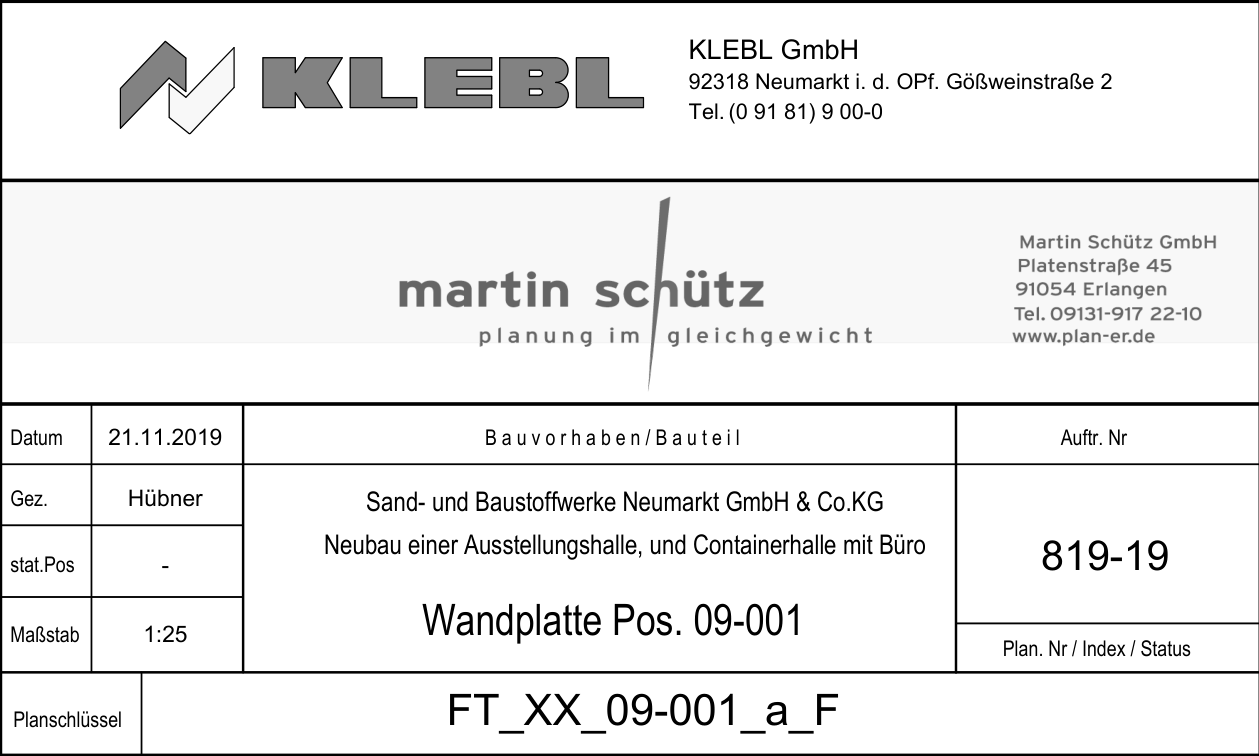 KLEBL
KLEBL GmbH
92318 Neumarkt i. d. OPf. Gößweinstraße 2
Tel. (0 91 81) 9 00-0
martin schütz
planung im gleichgewicht
Martin Schütz GmbH
Platenstraße 45
91054 Erlangen
Tel. 09131-917 22-10
www.plan-er.de
Datum
21.11.2019
Bauvorhaben/Bauteil
Auftr. Nr
Gez.
Hübner
Sand- und Baustoffwerke Neumarkt GmbH & Co.KG
Neubau einer Ausstellungshalle, und Containerhalle mit Büro
819-19
stat.Pos
-
Maßstab
1:25
Wandplatte Pos. 09-001
Plan. Nr / Index / Status
Planschlüssel
FT_XX_09-001_a_F